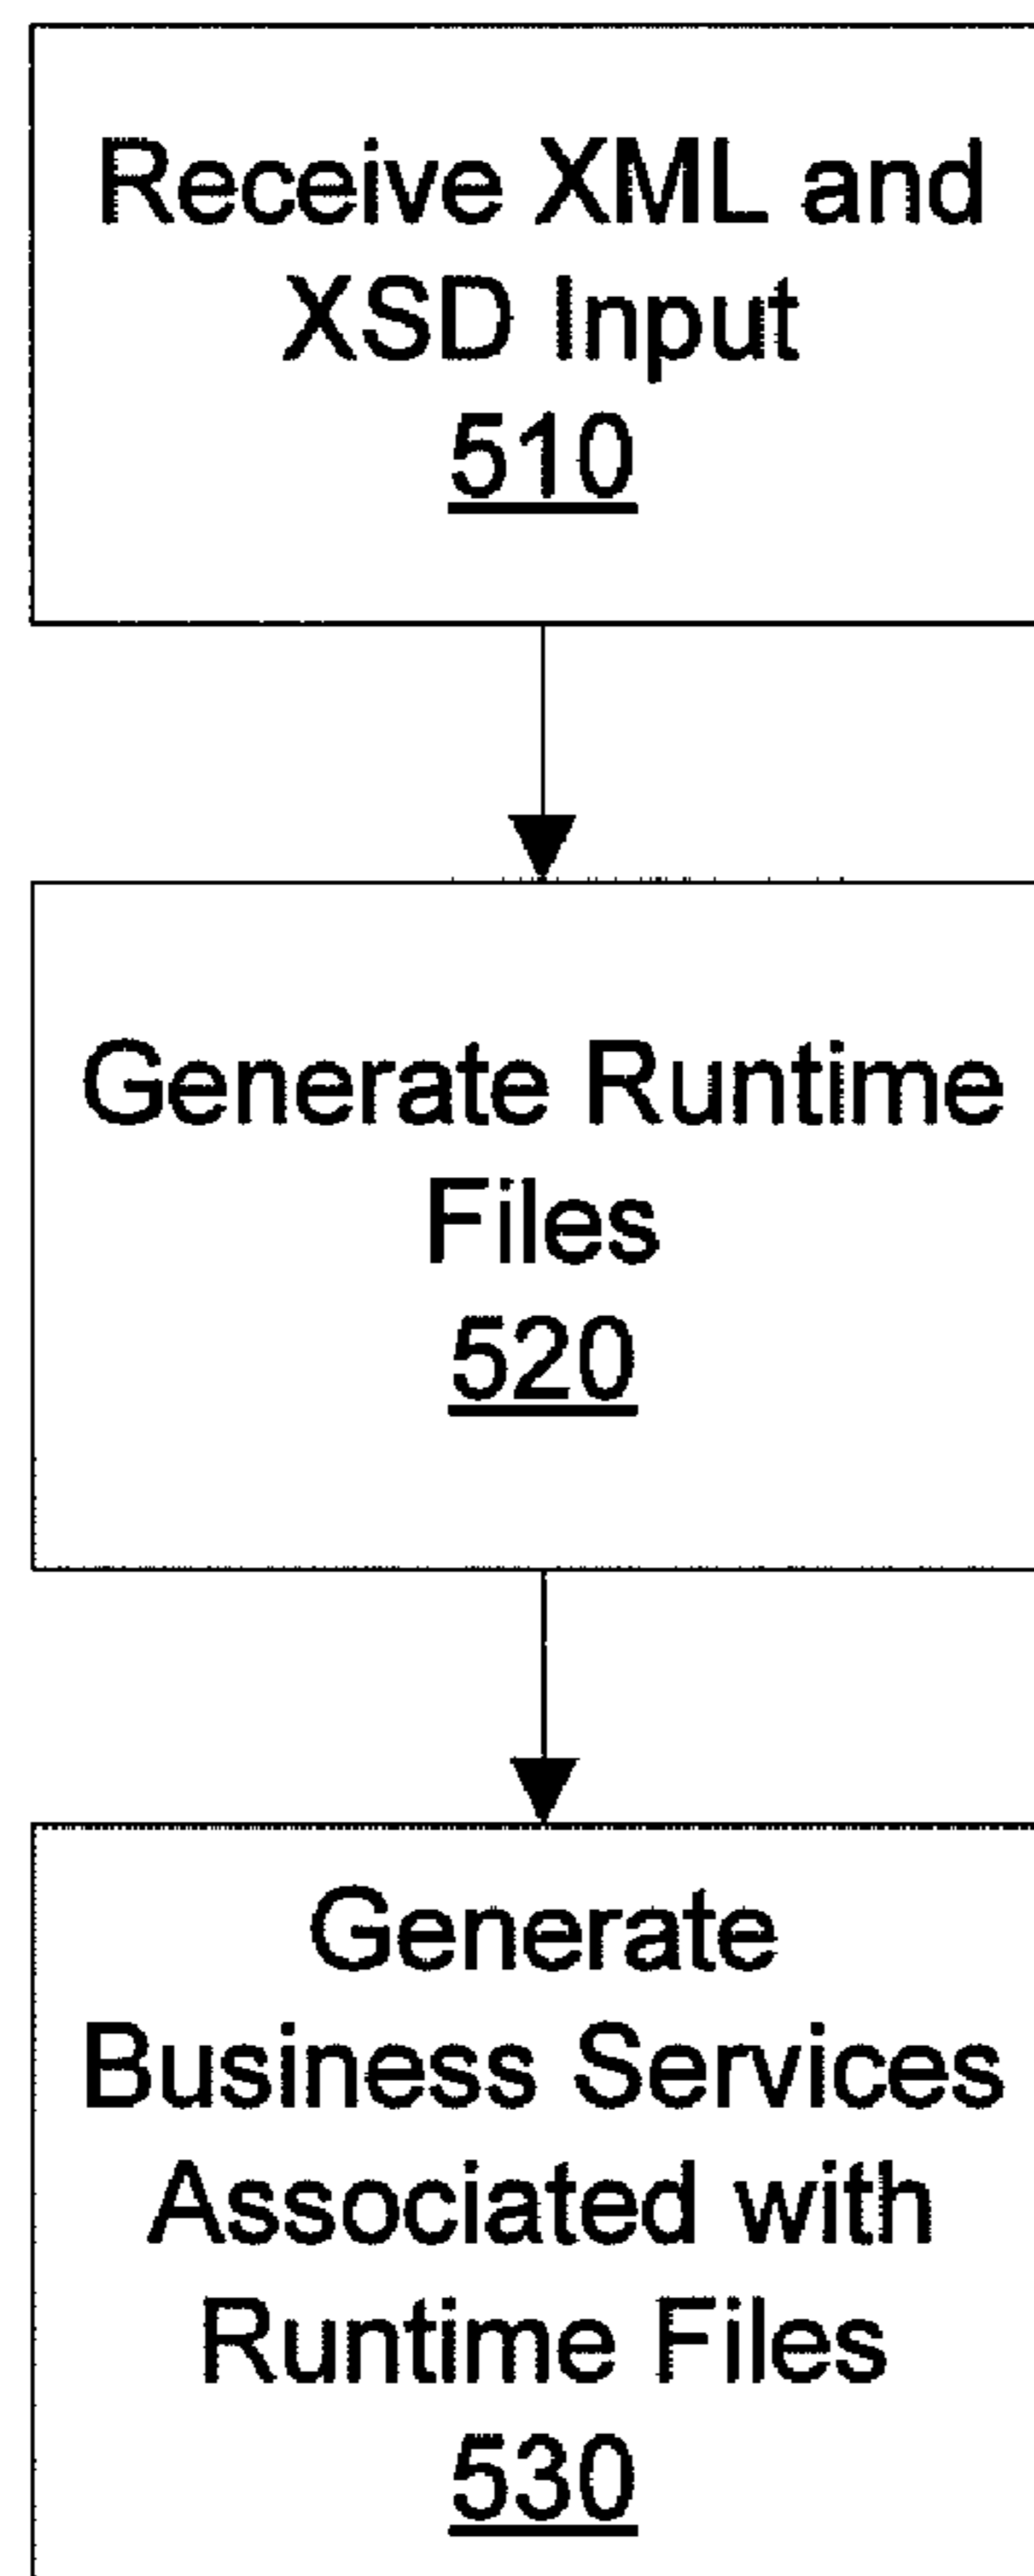 Receive XML and
XSD Input
510
Generate Runtime
Files
520
Generate
Business Services
Associated with
Runtime Files
530